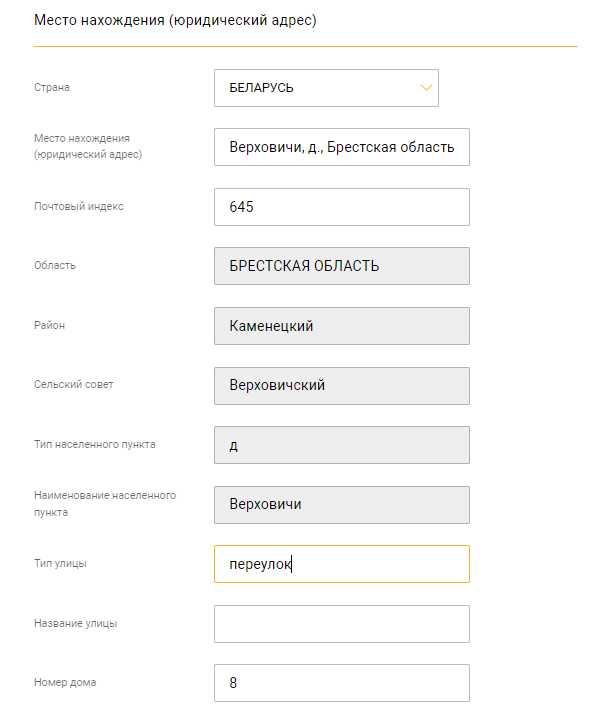 Место нахождения (юридический адрес)
Страна
БЕЛАРУСЬ
Место нахождения
(юридический адрес)
Верховичи, д., Брестская область
Почтовый индекс
645
Область
БРЕСТСКАЯ ОБЛАСТЬ
Район
Каменецкий
Сельский совет
Верховичский
Тип населенного пункта
д
Наименование населенного
пункта
Верховичи
Тип улицы
переулок
Название улицы
Номер дома
8